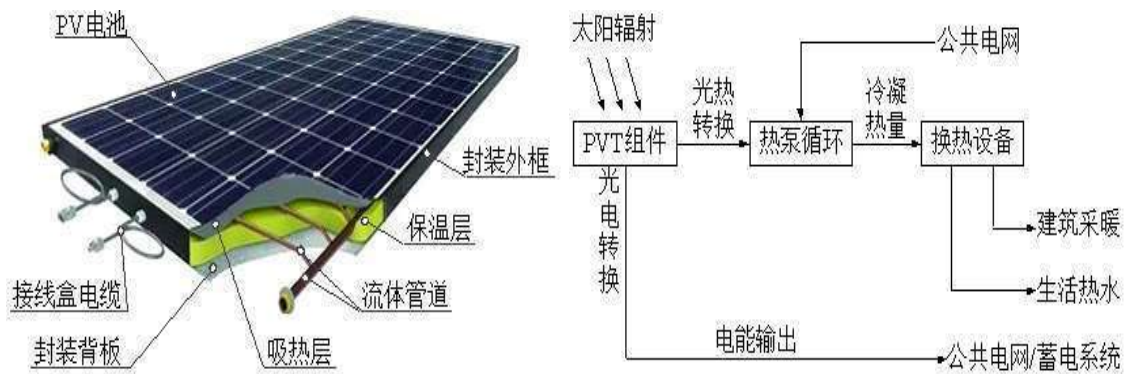 PV电池
封装外框
保温层
流体管道
接线盒电缆
封装背板
吸热层
太阳辐射
公共电网
光热
转换
冷凝
热量
PVT组件
热泵循环
换热设备
光电转换
建筑采暖
生活热水
电能输出
公共电网/蓄电系统